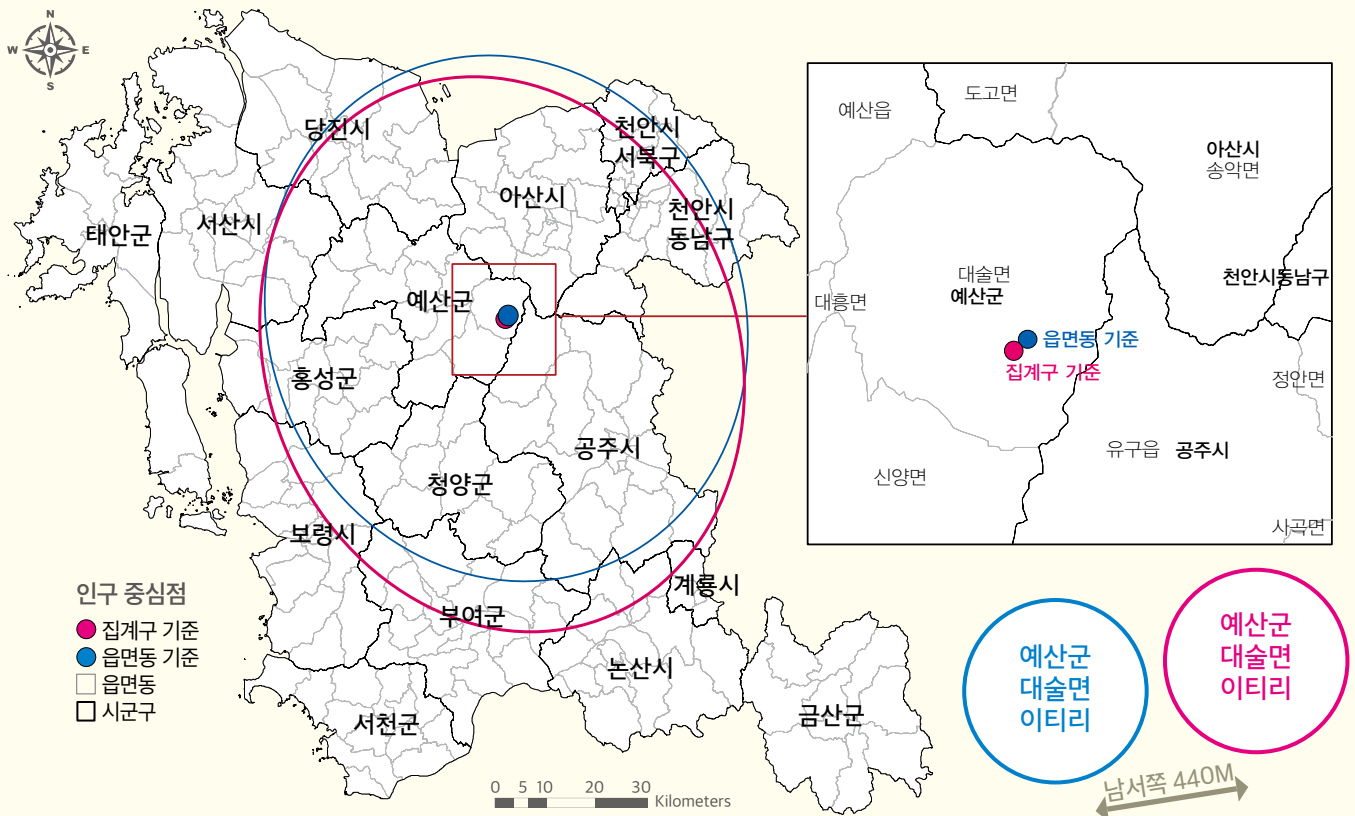 N
W
E
S
당진시
천안시
서북구
아산시
천안시
동남구
태안군
서산시
예산군
홍성군
공주시
청양군
보령시
부여군
계룡시
논산시
서천군
금산군
인구 중심점
집계구 기준
읍면동 기준
읍면동
시군구
0 5 10 20 30
Kilometers
예산읍
도고면
아산시
송악면
대술면
예산군
대흥면
천안시동남구
읍면동 기준
집계구 기준
정안면
유구읍 공주시
신양면
사곡면
예산군
대술면
이티리
예산군
대술면
이티리
남서쪽 440M